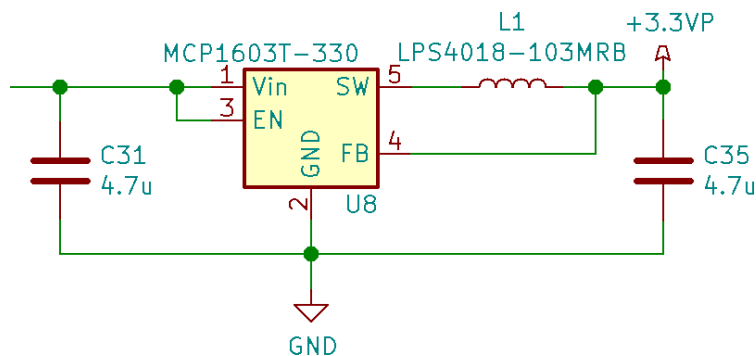 L1
+3.3VP
MCP1603T-330
LPS4018-103MRB
1
Vin
SW
5
3
EN
GND
FB
4
C31
4.7u
C35
4.7u
2
U8
GND